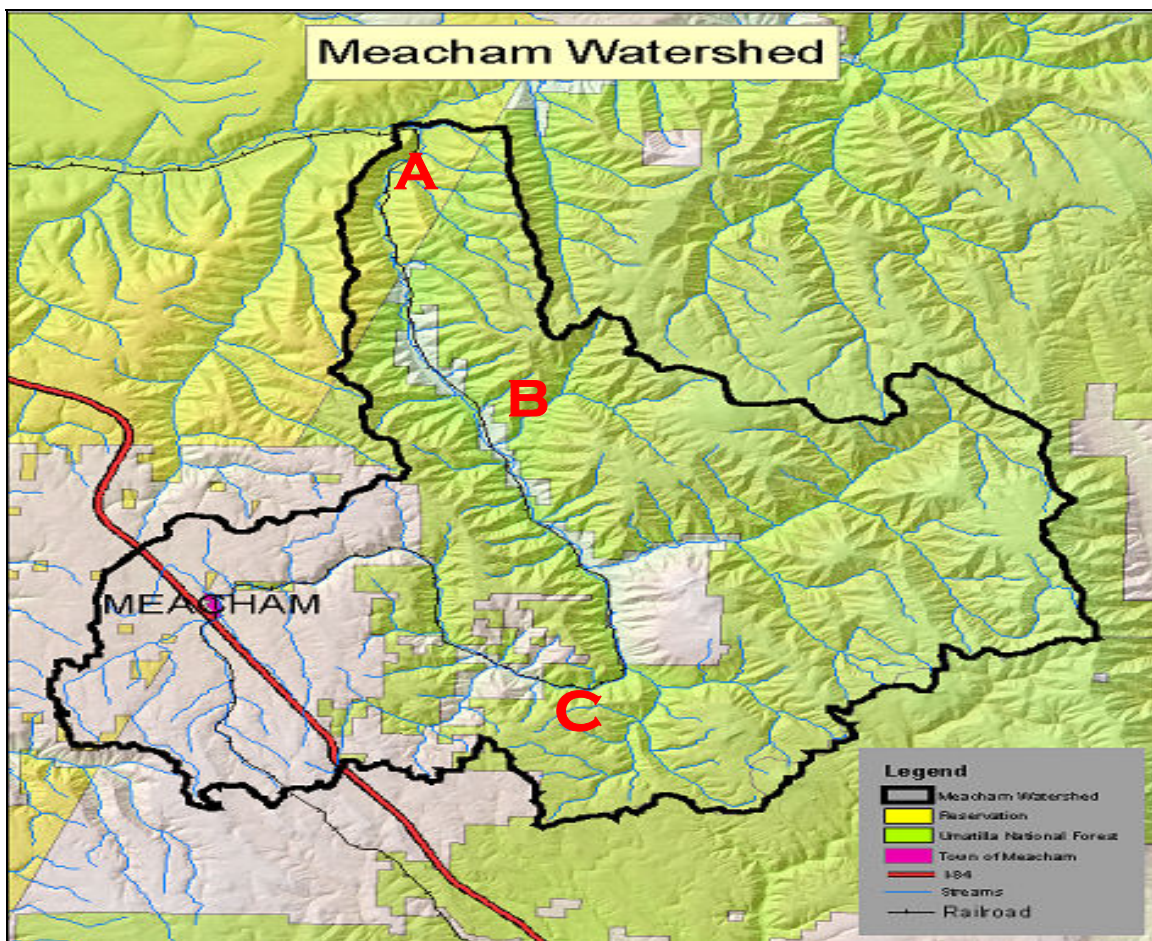 Meacham Watershed
A
B
MEACHAM
C
Legend
Meacham Watershed
Reservation
Umatilla National Forest
Town of Meacham
I-84
Streams
Railroad